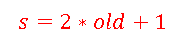 s = 2 * old + 1